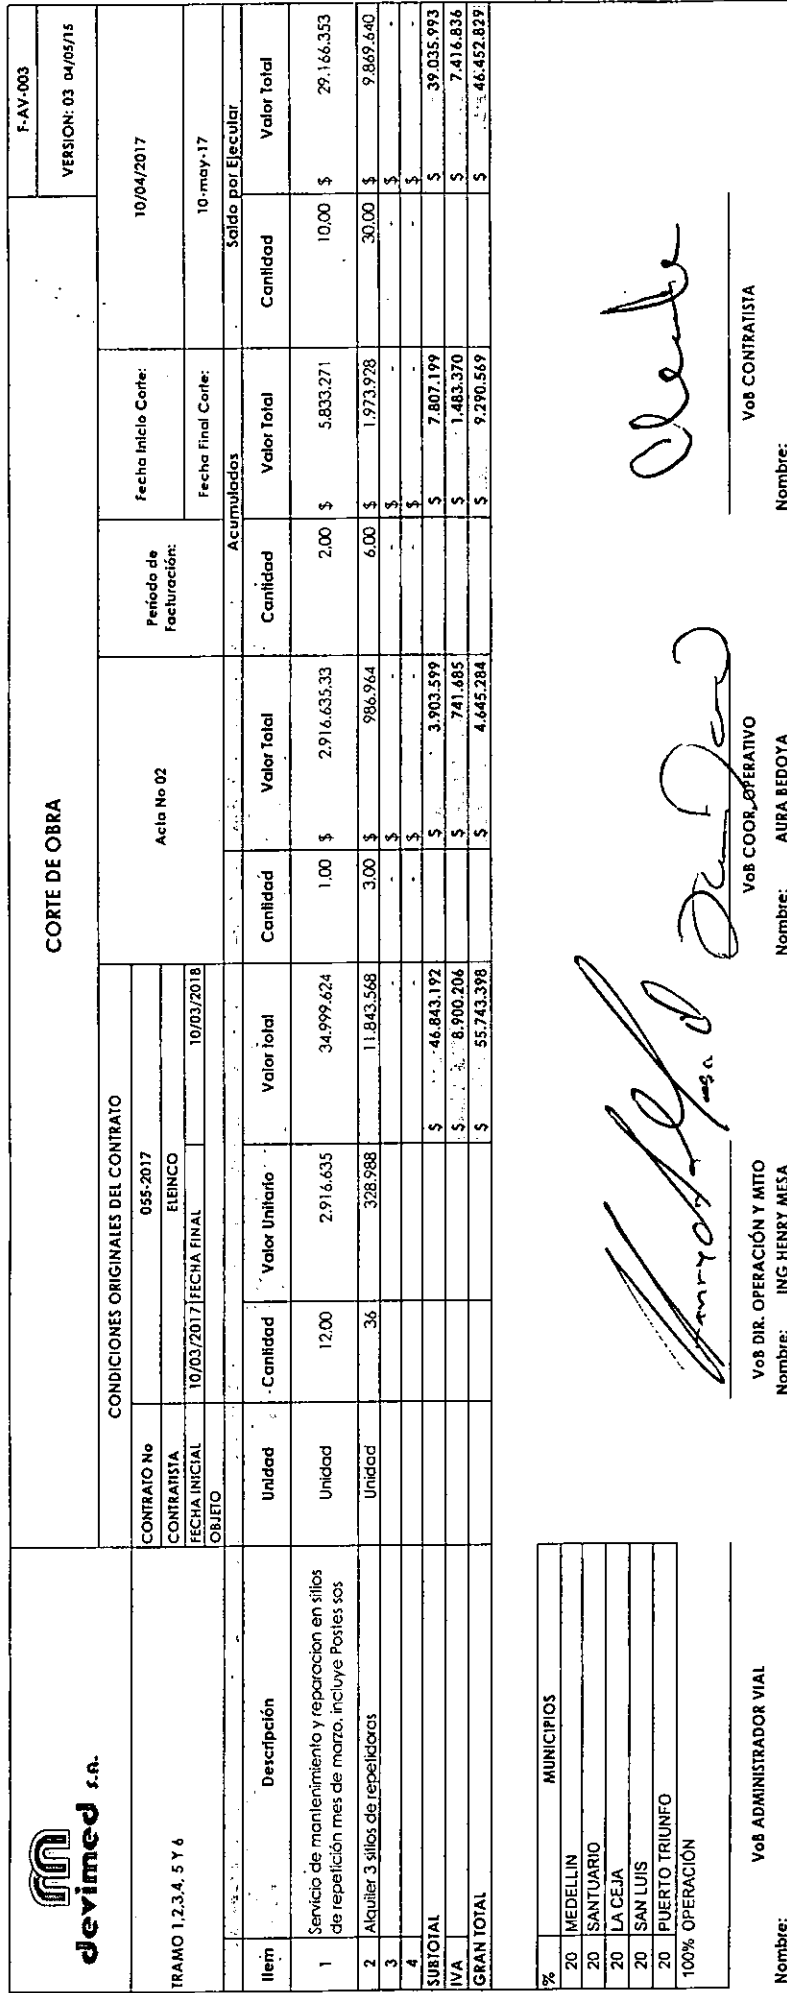 devimed s.a.
CORTE DE OBRA
F-AV-003
VERSION: 03 04/05/15
TRAMO 1,2,3,4, 5 Y 6
CONDICIONES ORIGINALES DEL CONTRATO
CONTRATO No 055-2017
CONTRATISTA ELEINCO
FECHA INICIAL 10/03/2017 FECHA FINAL 10/03/2018
OBJETO
Acta No 02
Periodo de Facturación:
Fecha Inicio Corte: 10/04/2017
Fecha Final Corte: 10-may-17
Acumulados Saldo por Ejecutar
Item Descripción Unidad Cantidad Valor Unitario Valor total Cantidad Valor Total Cantidad Valor Total Cantidad Valor Total
1 Servicio de mantenimiento y reparacion en sitios de repetición mes de marzo, incluye Postes sos Unidad 12.00 2.916.635 34.999.624 1.00 $ 2.916.635,33 2.00 $ 5.833.271 10,00 $ 29.166.353
2 Alquiler 3 sitios de repetidoras Unidad 36 328.988 11.843.568 3,00 $ 986.964 6,00 $ 1.973.928 30,00 $ 9.869.640
3 - - $ - - $ - - $ -
4 - - $ - - $ - - $ -
SUBTOTAL $ 46.843.192 $ 3.903.599 $ 7.807.199 $ 39.035.993
IVA $ 8.900.206 $ 741.685 $ 1.483.370 $ 7.416.836
GRAN TOTAL $ 55.743.398 $ 4.645.284 $ 9.290.569 $ 46.452.829
% MUNICIPIOS
20 MEDELLIN
20 SANTUARIO
20 LA CEJA
20 SAN LUIS
20 PUERTO TRIUNFO
100% OPERACIÓN
Henry Mesa
VoB ADMINISTRADOR VIAL VoB DIR. OPERACIÓN Y MTTO VoB COOR, OPERATIVO VoB CONTRATISTA
Nombre: Nombre: ING HENRY MESA Nombre: AURA BEDOYA Nombre: